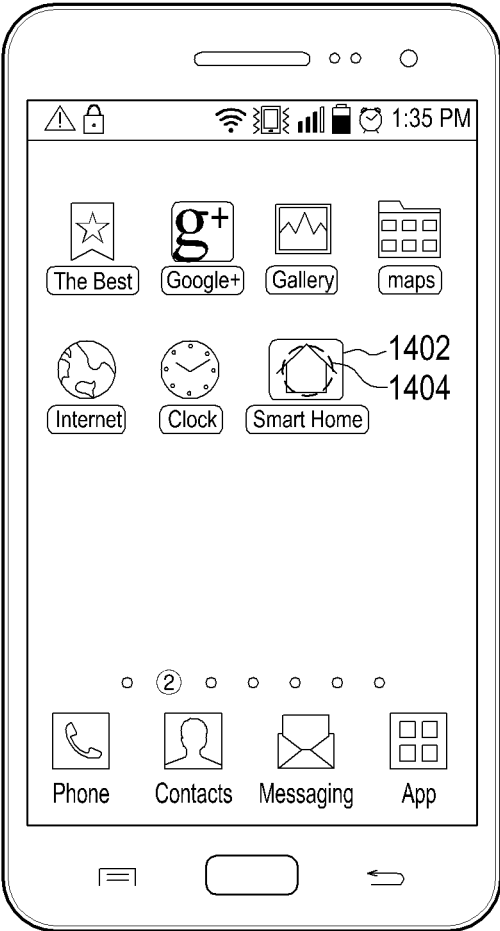 1:35 PM
g+
The Best Google+ Gallery maps
1402
1404
Internet Clock Smart Home
2
Phone Contacts Messaging App